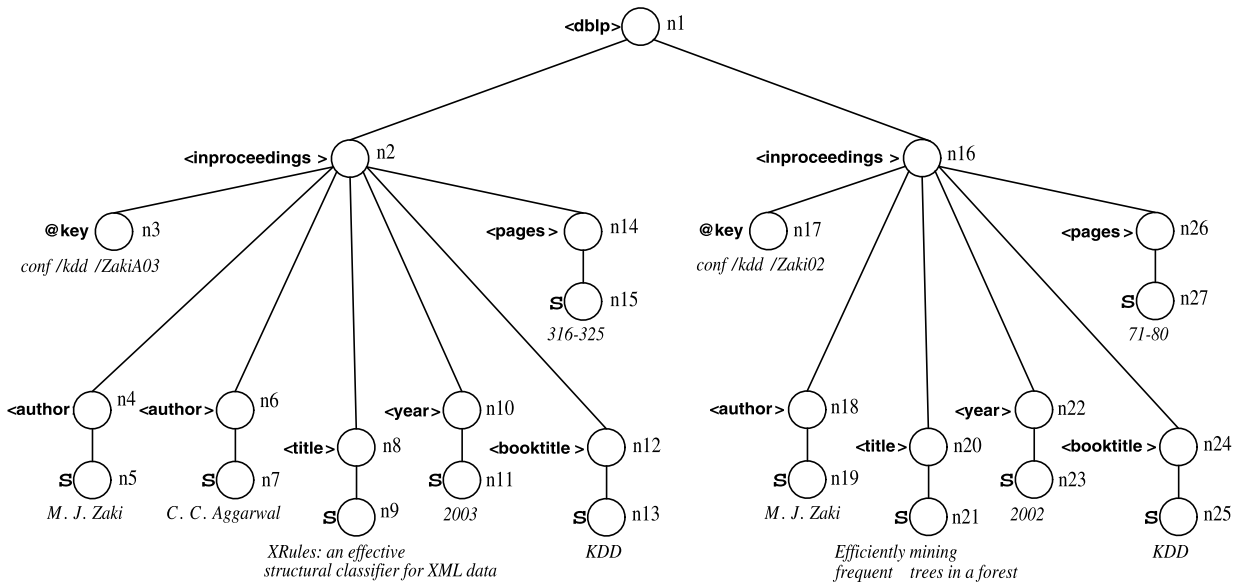 <dblp> n1
<inproceedings > n2
<inproceedings > n16
@key n3
conf /kdd /ZakiA03
<pages > n14
S n15
316-325
@key n17
conf /kdd /Zaki02
<pages > n26
S n27
71-80
<author n4
S n5
M. J. Zaki
<author > n6
S n7
C. C. Aggarwal
<title > n8
S n9
XRules: an effective
structural classifier for XML data
<year> n10
S n11
2003
<booktitle > n12
S n13
KDD
<author > n18
S n19
M. J. Zaki
<title > n20
S n21
Efficiently mining
frequent trees in a forest
<year> n22
S n23
2002
<booktitle > n24
S n25
KDD